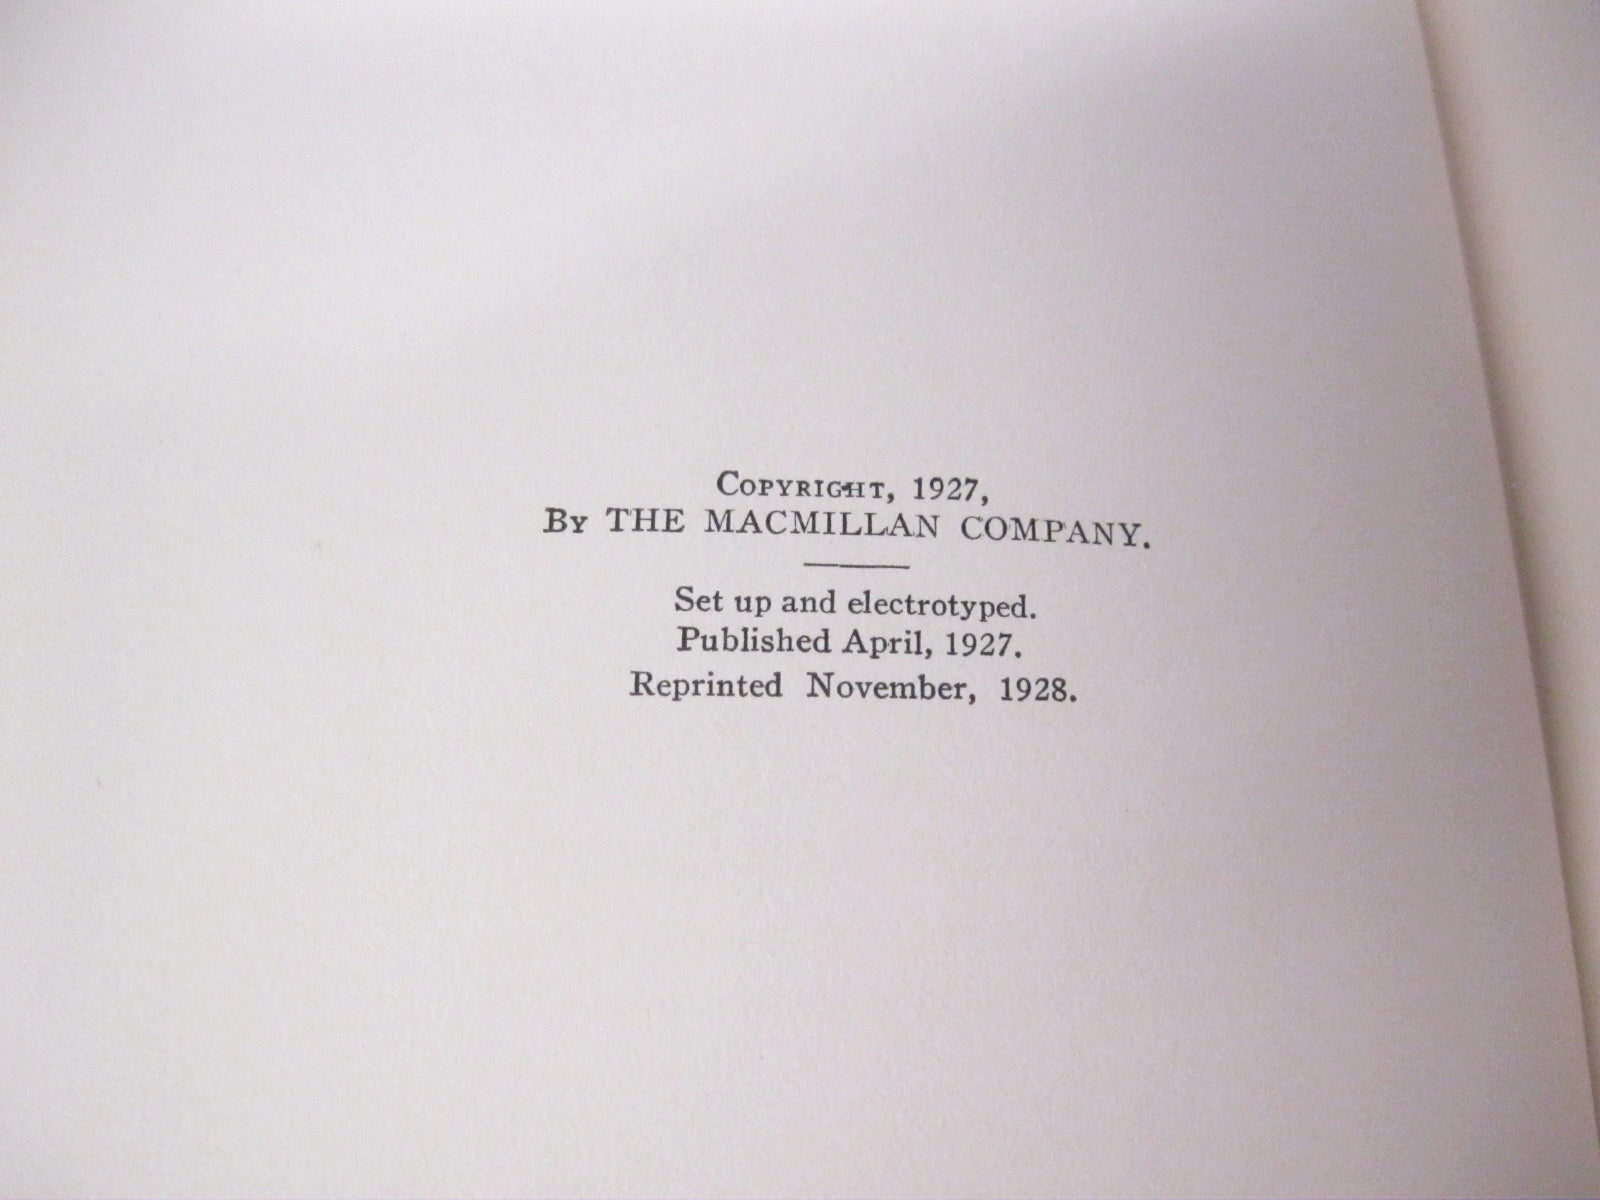 COPYRIGHT, 1927,
BY THE MACMILLAN COMPANY.
Set up and electrotyped.
Published April, 1927.
Reprinted November, 1928.